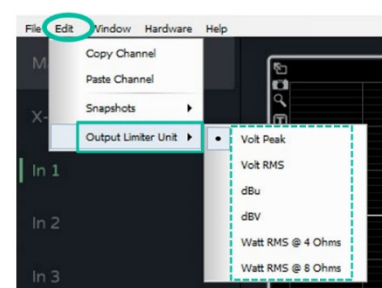 File Edit Window Hardware Help
Copy Channel
Paste Channel
Snapshots
Output Limiter Unit
Volt Peak
Volt RMS
dBu
dBV
Watt RMS @ 4 Ohms
Watt RMS @ 8 Ohms
M
X-
In 1
In 2
In 3